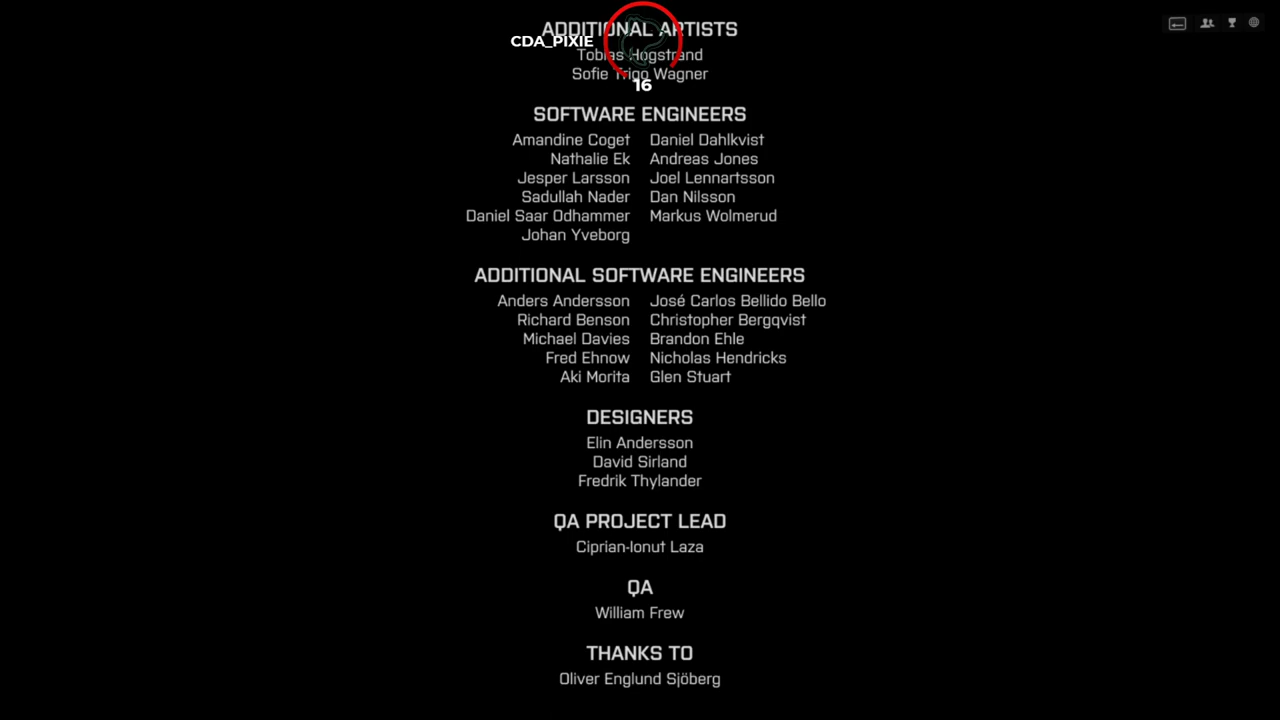 ADDITIONAL ARTISTS
CDA_PIXIE
Tobias Hogstrand
Sofie Trigo Wagner
16
SOFTWARE ENGINEERS
Amandine Coget Daniel Dahlkvist
Nathalie Ek Andreas Jones
Jesper Larsson Joel Lennartsson
Sadullah Nader Dan Nilsson
Daniel Saar Odhammer Markus Wolmerud
Johan Yveborg
ADDITIONAL SOFTWARE ENGINEERS
Anders Andersson José Carlos Bellido Bello
Richard Benson Christopher Bergqvist
Michael Davies Brandon Ehle
Fred Ehnow Nicholas Hendricks
Aki Morita Glen Stuart
DESIGNERS
Elin Andersson
David Sirland
Fredrik Thylander
QA PROJECT LEAD
Ciprian-Ionut Laza
QA
William Frew
THANKS TO
Oliver Englund Sjöberg